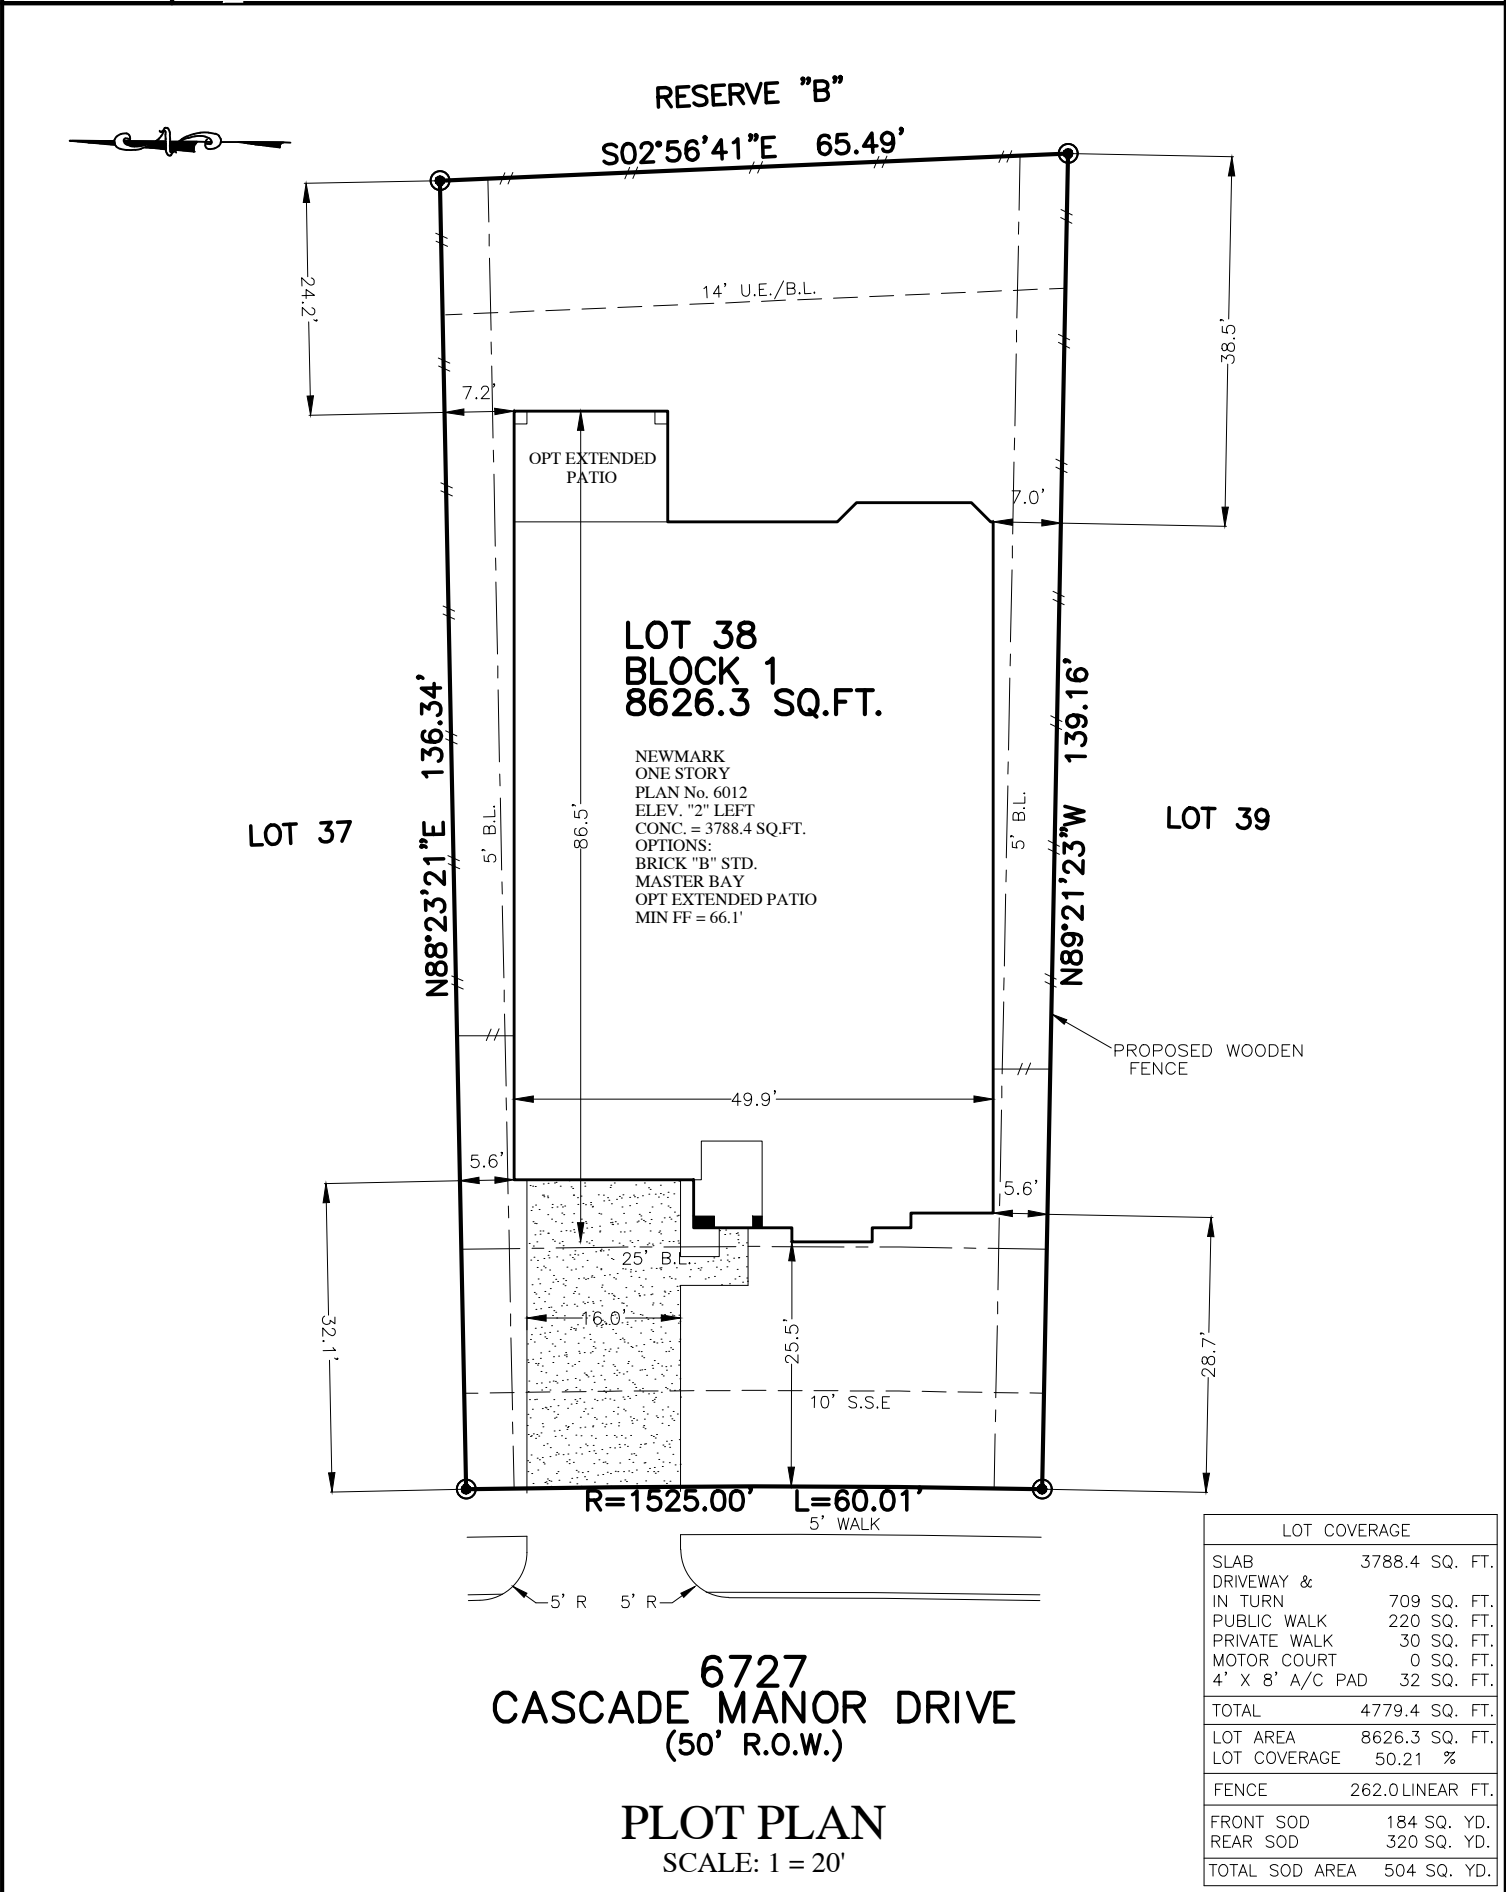 RESERVE "B"
S02°56'41"E 65.49'
24.2'
38.5'
14' U.E./B.L.
7.2'
OPT EXTENDED
PATIO
7.0'
LOT 38
BLOCK 1
8626.3 SQ.FT.
N88°23'21"E 136.34'
N89°21'23"W 139.16'
NEWMARK
ONE STORY
PLAN No. 6012
ELEV. "2" LEFT
CONC. = 3788.4 SQ.FT.
OPTIONS:
BRICK "B" STD.
MASTER BAY
OPT EXTENDED PATIO
MIN FF = 66.1'
LOT 37
5' B.L.
86.5'
5' B.L.
LOT 39
PROPOSED WOODEN
FENCE
49.9'
5.6'
5.6'
25' B.L.
16.0'
32.1'
25.5'
28.7'
10' S.S.E
R=1525.00' L=60.01'
5' WALK
5' R
5' R
6727
CASCADE MANOR DRIVE
(50' R.O.W.)
PLOT PLAN
SCALE: 1 = 20'
LOT COVERAGE
SLAB 3788.4 SQ. FT.
DRIVEWAY &
IN TURN 709 SQ. FT.
PUBLIC WALK 220 SQ. FT.
PRIVATE WALK 30 SQ. FT.
MOTOR COURT 0 SQ. FT.
4' X 8' A/C PAD 32 SQ. FT.
TOTAL 4779.4 SQ. FT.
LOT AREA 8626.3 SQ. FT.
LOT COVERAGE 50.21 %
FENCE 262.0 LINEAR FT.
FRONT SOD 184 SQ. YD.
REAR SOD 320 SQ. YD.
TOTAL SOD AREA 504 SQ. YD.